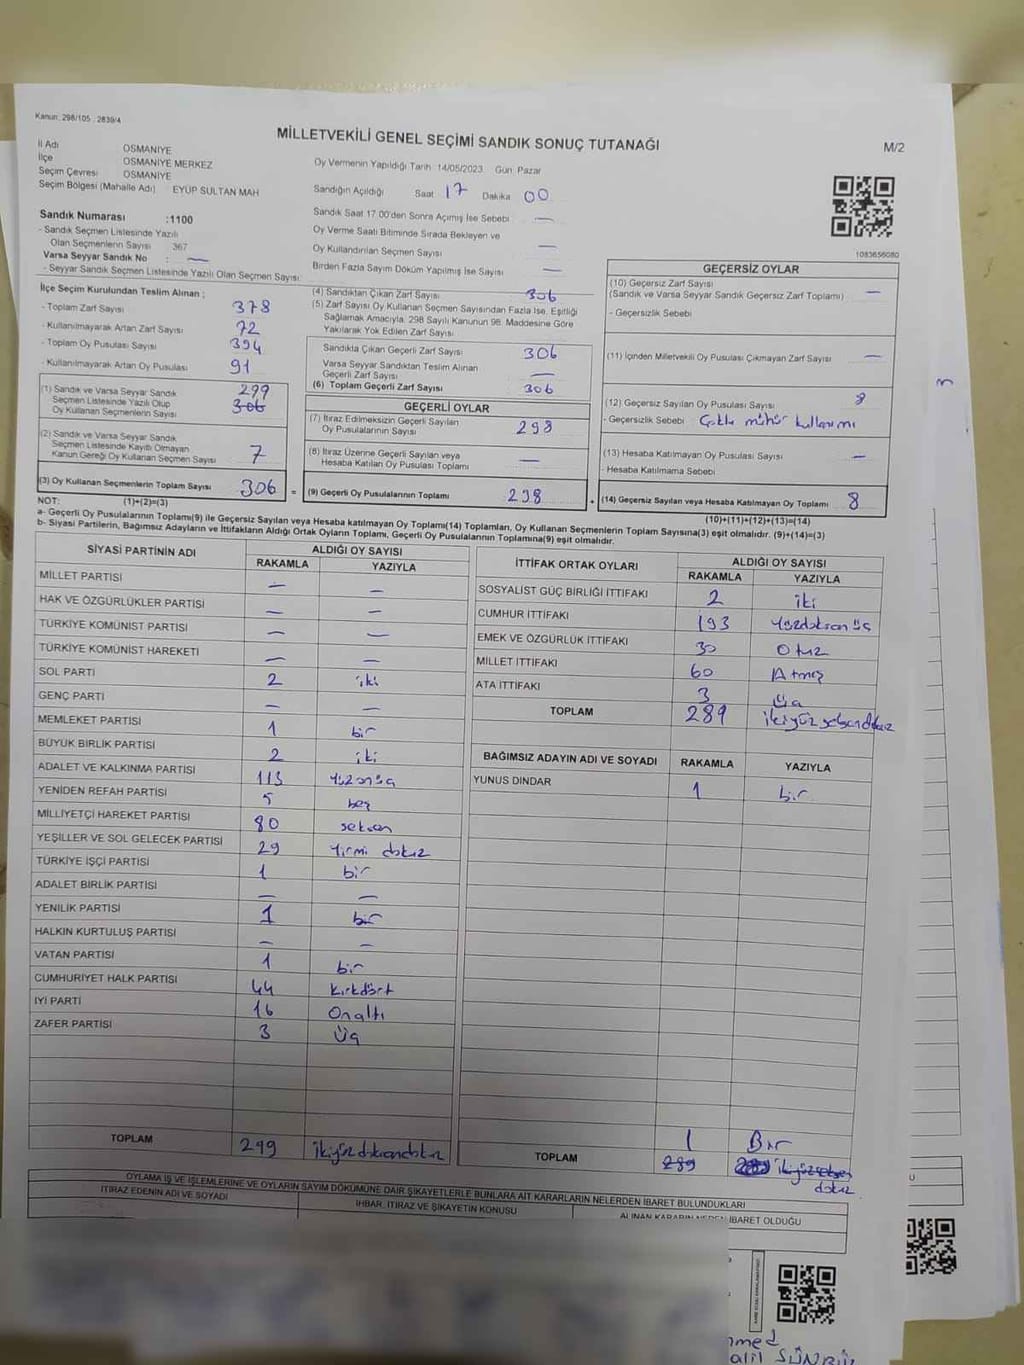 Kanun: 298/105 . 2839/4
MİLLETVEKİLİ GENEL SEÇİMİ SANDIK SONUÇ TUTANAĞI
M/2
İl Adı OSMANİYE
İlçe OSMANİYE MERKEZ
Seçim Çevresi OSMANİYE
Seçim Bölgesi (Mahalle Adı) EYÜP SULTAN MAH
Sandık Numarası :1100
- Sandık Seçmen Listesinde Yazılı
Olan Seçmenlerin Sayısı 367
Varsa Seyyar Sandık No : —
- Seyyar Sandık Seçmen Listesinde Yazılı Olan Seçmen Sayısı:
Oy Vermenin Yapıldığı Tarih 14/05/2023 Gün: Pazar
Sandığın Açıldığı Saat 17 Dakika 00
Sandık Saat 17.00'den Sonra Açımış İse Sebebi —
Oy Verme Saati Bitiminde Sırada Bekleyen ve
Oy Kullandırılan Seçmen Sayısı —
Birden Fazla Sayım Döküm Yapılmış İse Sayısı —
1083656080
İlçe Seçim Kurulundan Teslim Alınan ;
- Toplam Zarf Sayısı 378
- Kullanılmayarak Artan Zarf Sayısı 72
- Toplam Oy Pusulası Sayısı 394
- Kullanılmayarak Artan Oy Pusulası 91
(1) Sandık ve Varsa Seyyar Sandık 299
Seçmen Listesinde Yazılı Olup 306
Oy Kullanan Seçmenlerin Sayısı
(2) Sandık ve Varsa Seyyar Sandık
Seçmen Listesinde Kayıtlı Olmayan
Kanun Gereği Oy Kullanan Seçmen Sayısı 7
(3) Oy Kullanan Seçmenlerin Toplam Sayısı 306 =
(1)+(2)=(3)
(4) Sandıktan Çıkan Zarf Sayısı 306
(5) Zarf Sayısı Oy Kullanan Seçmen Sayısından Fazla İse, Eşitliği
Sağlamak Amacıyla, 298 Sayılı Kanunun 98. Maddesine Göre
Yakılarak Yok Edilen Zarf Sayısı
Sandıkta Çıkan Geçerli Zarf Sayısı 306
Varsa Seyyar Sandıktan Teslim Alınan
Geçerli Zarf Sayısı —
(6) Toplam Geçerli Zarf Sayısı 306
GEÇERLİ OYLAR
(7) İtiraz Edilmeksizin Geçerli Sayılan
Oy Pusulalarının Sayısı 298
(8) İtiraz Üzerine Geçerli Sayılan veya
Hesaba Katılan Oy Pusulası Toplamı —
(9) Geçerli Oy Pusulalarının Toplamı 298 +
GEÇERSİZ OYLAR
(10) Geçersiz Zarf Sayısı
(Sandık ve Varsa Seyyar Sandık Geçersiz Zarf Toplamı) —
- Geçersizlik Sebebi
(11) İçinden Milletvekili Oy Pusulası Çıkmayan Zarf Sayısı —
(12) Geçersiz Sayılan Oy Pusulası Sayısı 8
- Geçersizlik Sebebi Çoklu mühür kullanımı
(13) Hesaba Katılmayan Oy Pusulası Sayısı —
- Hesaba Katılmama Sebebi
(14) Geçersiz Sayılan veya Hesaba Katılmayan Oy Toplamı 8
(10)+(11)+(12)+(13)=(14)
NOT:
a- Geçerli Oy Pusulalarının Toplamı(9) ile Geçersiz Sayılan veya Hesaba katılmayan Oy Toplamı(14) Toplamları, Oy Kullanan Seçmenlerin Toplam Sayısına(3) eşit olmalıdır. (9)+(14)=(3)
b- Siyasi Partilerin, Bağımsız Adayların ve İttifakların Aldığı Ortak Oyların Toplamı, Geçerli Oy Pusulalarının Toplamına(9) eşit olmalıdır.
SİYASİ PARTİNİN ADI ALDIĞI OY SAYISI
RAKAMLA YAZIYLA
MİLLET PARTİSİ — —
HAK VE ÖZGÜRLÜKLER PARTİSİ — —
TÜRKİYE KOMÜNİST PARTİSİ — —
TÜRKİYE KOMÜNİST HAREKETİ — —
SOL PARTİ 2 iki
GENÇ PARTİ — —
MEMLEKET PARTİSİ 1 bir
BÜYÜK BİRLİK PARTİSİ 2 iki
ADALET VE KALKINMA PARTİSİ 113 Yüzonüç
YENİDEN REFAH PARTİSİ 5 beş
MİLLİYETÇİ HAREKET PARTİSİ 80 seksen
YEŞİLLER VE SOL GELECEK PARTİSİ 29 Yirmi dokuz
TÜRKİYE İŞÇİ PARTİSİ 1 bir
ADALET BİRLİK PARTİSİ — —
YENİLİK PARTİSİ 1 bir
HALKIN KURTULUŞ PARTİSİ — —
VATAN PARTİSİ 1 bir
CUMHURİYET HALK PARTİSİ 44 Kırkdört
İYİ PARTİ 16 Onaltı
ZAFER PARTİSİ 3 Üç
TOPLAM 299 ikiyüzdoksandokuz
İTTİFAK ORTAK OYLARI ALDIĞI OY SAYISI
RAKAMLA YAZIYLA
SOSYALİST GÜÇ BİRLİĞİ İTTİFAKI 2 iki
CUMHUR İTTİFAKI 193 Yüzdoksanüç
EMEK VE ÖZGÜRLÜK İTTİFAKI 30 Otuz
MİLLET İTTİFAKI 60 Atmış
ATA İTTİFAKI 3 Üç
TOPLAM 289 ikiyüzseksendokuz
BAĞIMSIZ ADAYIN ADI VE SOYADI RAKAMLA YAZIYLA
YUNUS DİNDAR 1 bir
1 Bir
TOPLAM 289 289 ikiyüzseksen
dokuz
OYLAMA İŞ VE İŞLEMLERİNE VE OYLARIN SAYIM DÖKÜMÜNE DAİR ŞİKAYETLERLE BUNLARA AİT KARARLARIN NELERDEN İBARET BULUNDUKLARI
İTİRAZ EDENİN ADI VE SOYADI İHBAR, İTİRAZ VE ŞİKAYETİN KONUSU ALINAN KARARIN NEDEN İBARET OLDUĞU
hmed
alil SÜNBÜL